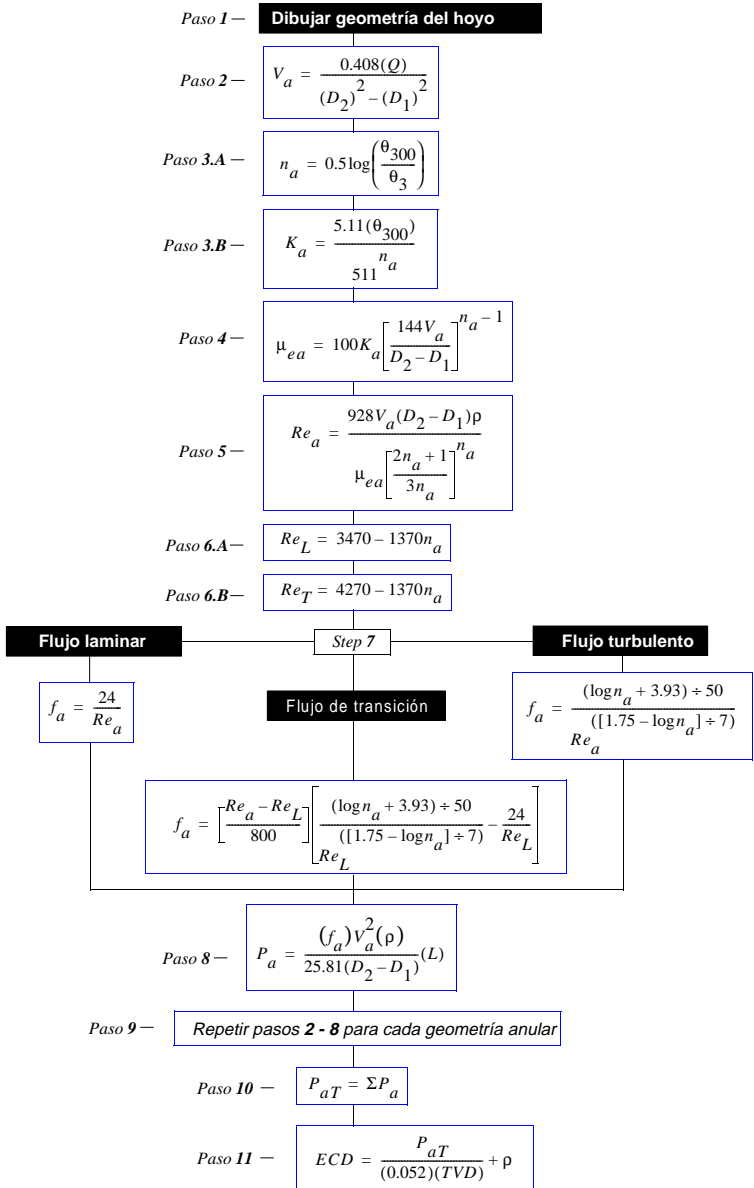 Paso 1 — Dibujar geometría del hoyo
Paso 2 — V_a = 0.408(Q) / ((D_2)^2 – (D_1)^2)
Paso 3.A — n_a = 0.5 log(θ_300 / θ_3)
Paso 3.B — K_a = 5.11(θ_300) / 511^n_a
Paso 4 — μ_ea = 100K_a[144V_a / (D_2 – D_1)]^(n_a – 1)
Paso 5 — Re_a = 928V_a(D_2 – D_1)ρ / (μ_ea[(2n_a + 1) / 3n_a]^n_a)
Paso 6.A — Re_L = 3470 – 1370n_a
Paso 6.B — Re_T = 4270 – 1370n_a
Flujo laminar
Step 7
Flujo turbulento
f_a = 24 / Re_a
Flujo de transición
f_a = (log n_a + 3.93) ÷ 50 / Re_a^([1.75 – log n_a] ÷ 7)
f_a = [(Re_a – Re_L) / 800][(log n_a + 3.93) ÷ 50 / Re_L^([1.75 – log n_a] ÷ 7) – 24 / Re_L]
Paso 8 — P_a = (f_a)V_a^2(ρ) / (25.81(D_2 – D_1)) (L)
Paso 9 — Repetir pasos 2 - 8 para cada geometría anular
Paso 10 — P_aT = ΣP_a
Paso 11 — ECD = P_aT / ((0.052)(TVD)) + ρ